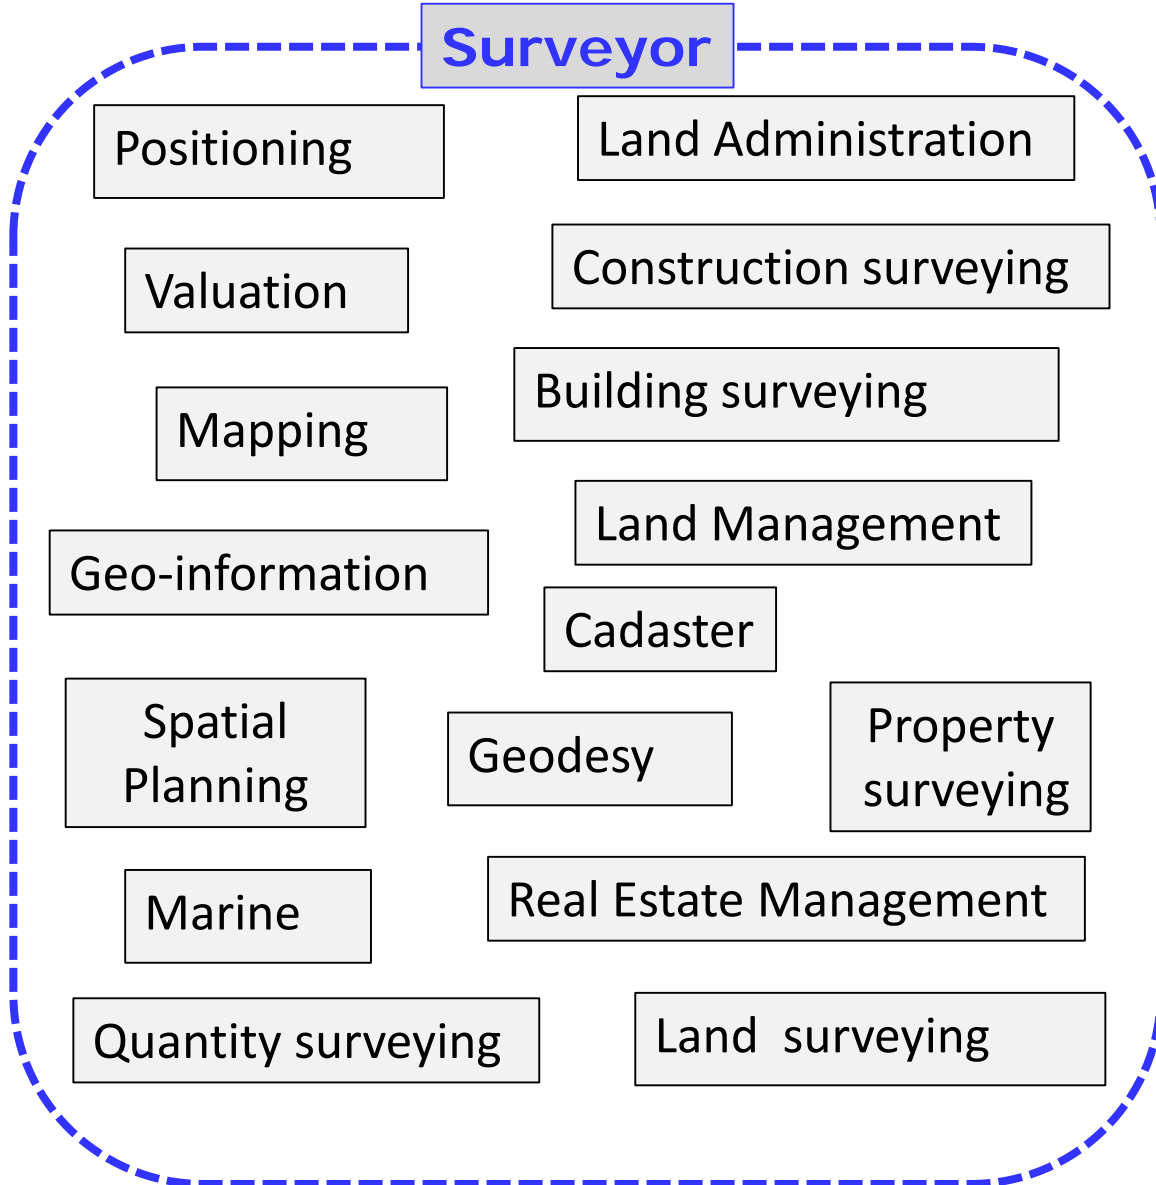 Surveyor
Positioning
Land Administration
Valuation
Construction surveying
Mapping
Building surveying
Geo-information
Land Management
Cadaster
Spatial
Planning
Geodesy
Property
surveying
Marine
Real Estate Management
Quantity surveying
Land  surveying